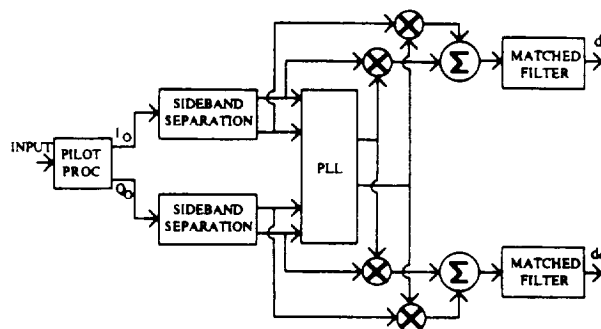 INPUT
PILOT
PROC
I₀
Q₀
SIDEBAND
SEPARATION
SIDEBAND
SEPARATION
PLL
Σ
MATCHED
FILTER
Σ
MATCHED
FILTER